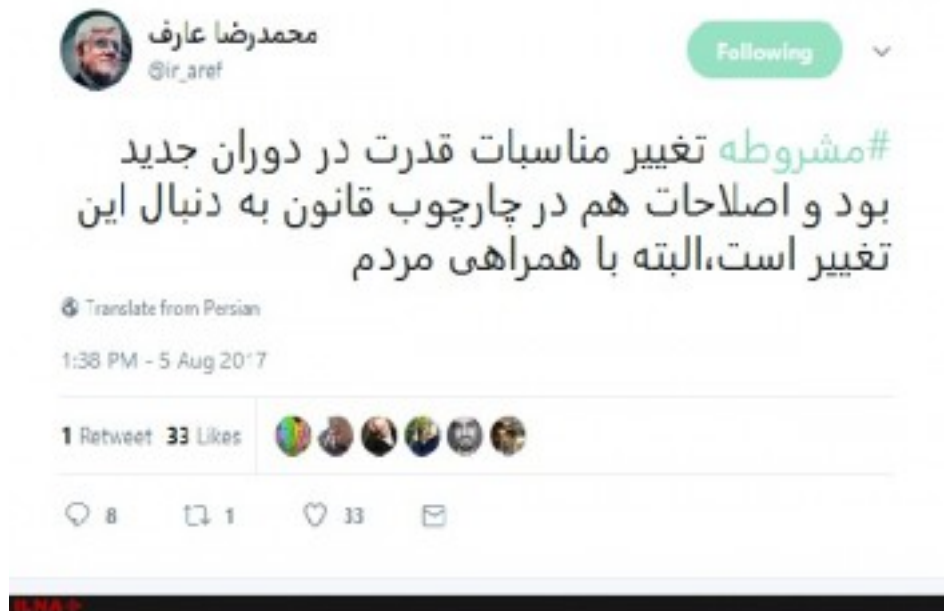 محمدرضا عارف
@ir_aref
Following
#مشروطه تغییر مناسبات قدرت در دوران جدید
بود و اصلاحات هم در چارچوب قانون به دنبال این
تغییر است،البته با همراهی مردم
Translate from Persian
1:38 PM - 5 Aug 2017
1 Retweet 33 Likes
8 1 33
ILNA